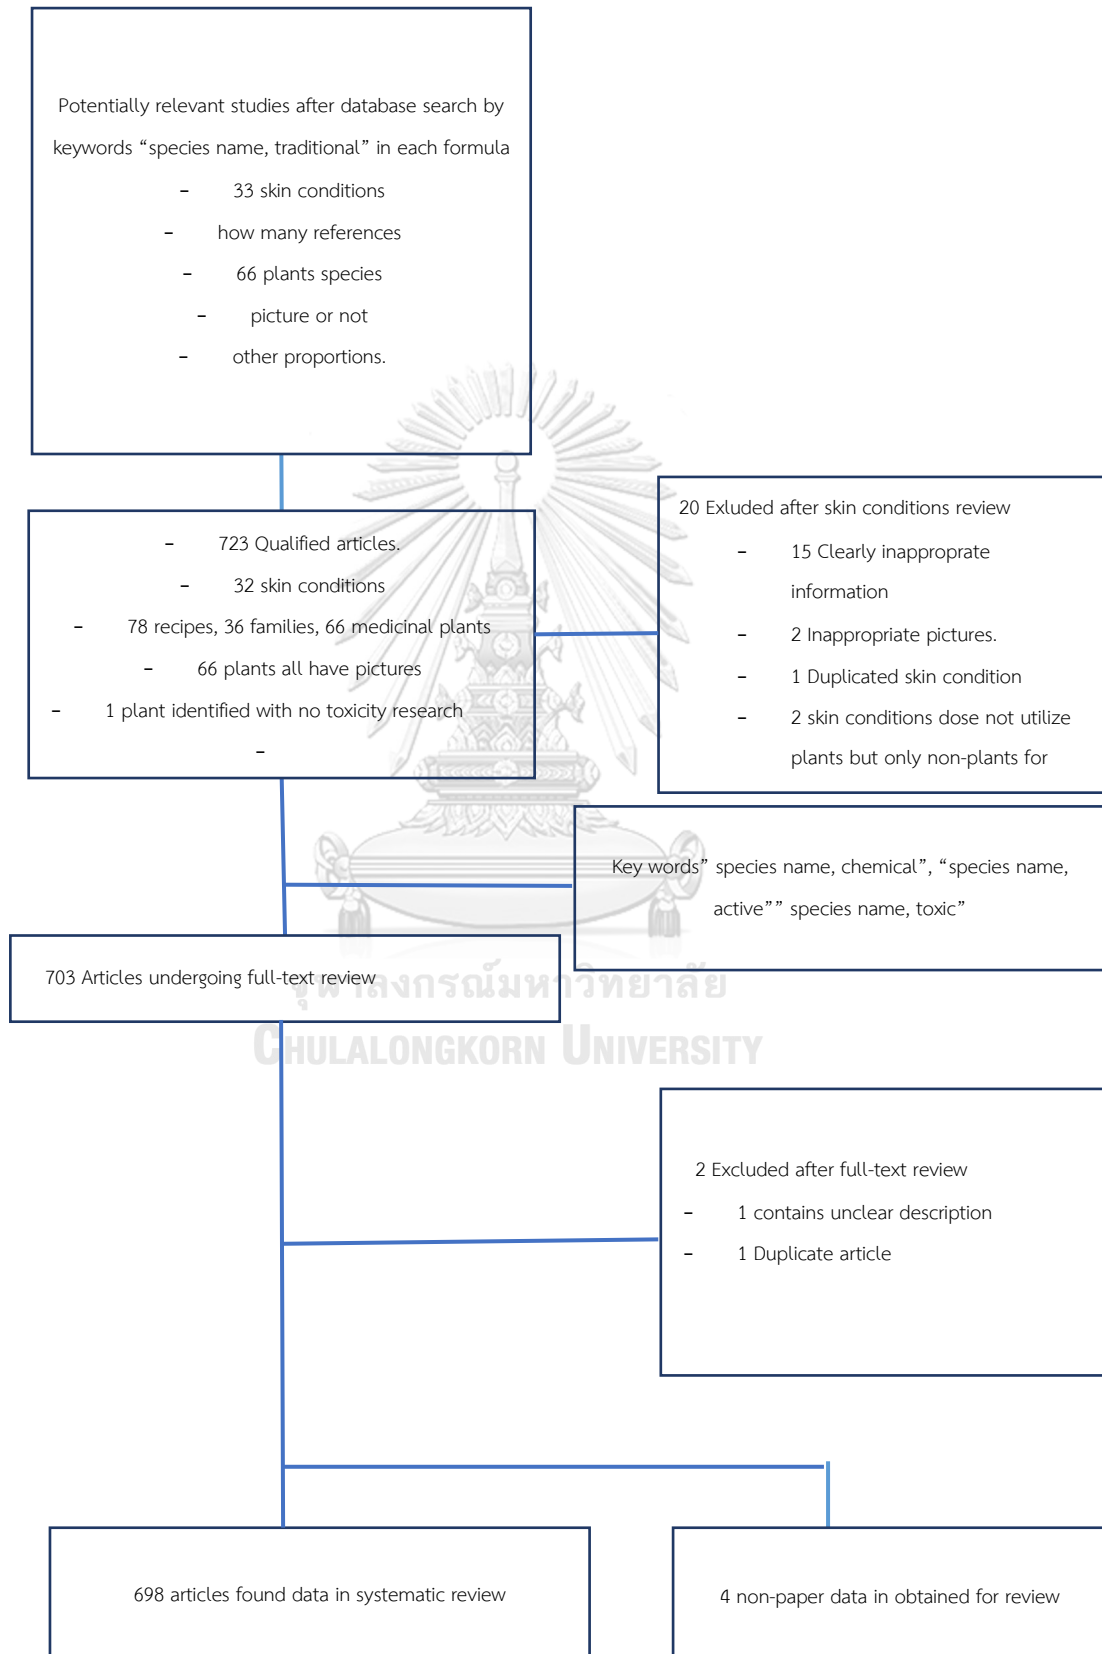 Potentially relevant studies after database search by
keywords “species name, traditional” in each formula
- 33 skin conditions
- how many references
- 66 plants species
- picture or not
- other proportions.
- 723 Qualified articles.
- 32 skin conditions
- 78 recipes, 36 families, 66 medicinal plants
- 66 plants all have pictures
- 1 plant identified with no toxicity research
-
20 Exluded after skin conditions review
- 15 Clearly inapproprate
information
- 2 Inappropriate pictures.
- 1 Duplicated skin condition
- 2 skin conditions dose not utilize
plants but only non-plants for
Key words” species name, chemical”, “species name,
active”” species name, toxic”
703 Articles undergoing full-text review
จุฬาลงกรณ์มหาวิทยาลัย
CHULALONGKORN UNIVERSITY
2 Excluded after full-text review
- 1 contains unclear description
- 1 Duplicate article
698 articles found data in systematic review
4 non-paper data in obtained for review